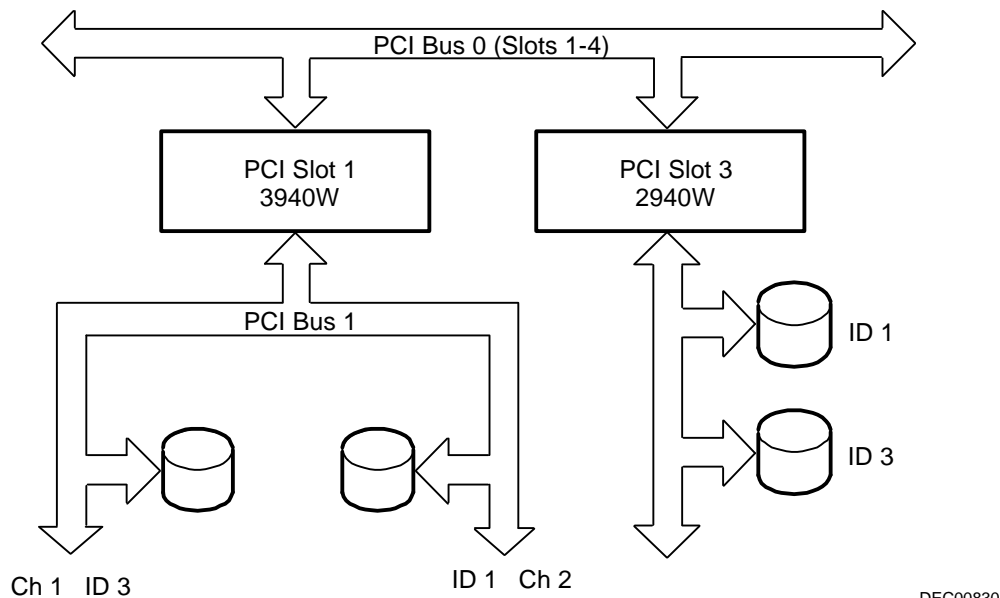 PCI Bus 0 (Slots 1-4)
PCI Slot 1
3940W
PCI Slot 3
2940W
PCI Bus 1
ID 1
ID 3
Ch 1 ID 3
ID 1 Ch 2
DEC00830